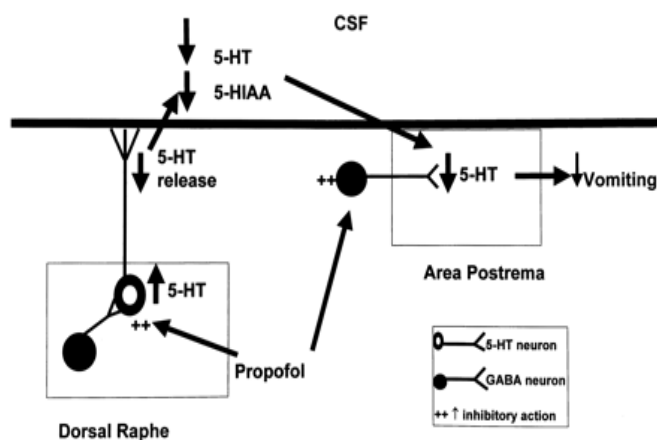 CSF
5-HT
5-HIAA
5-HT
release
++
5-HT
Vomiting
Area Postrema
5-HT
++
Propofol
Dorsal Raphe
5-HT neuron
GABA neuron
++ ↑ inhibitory action